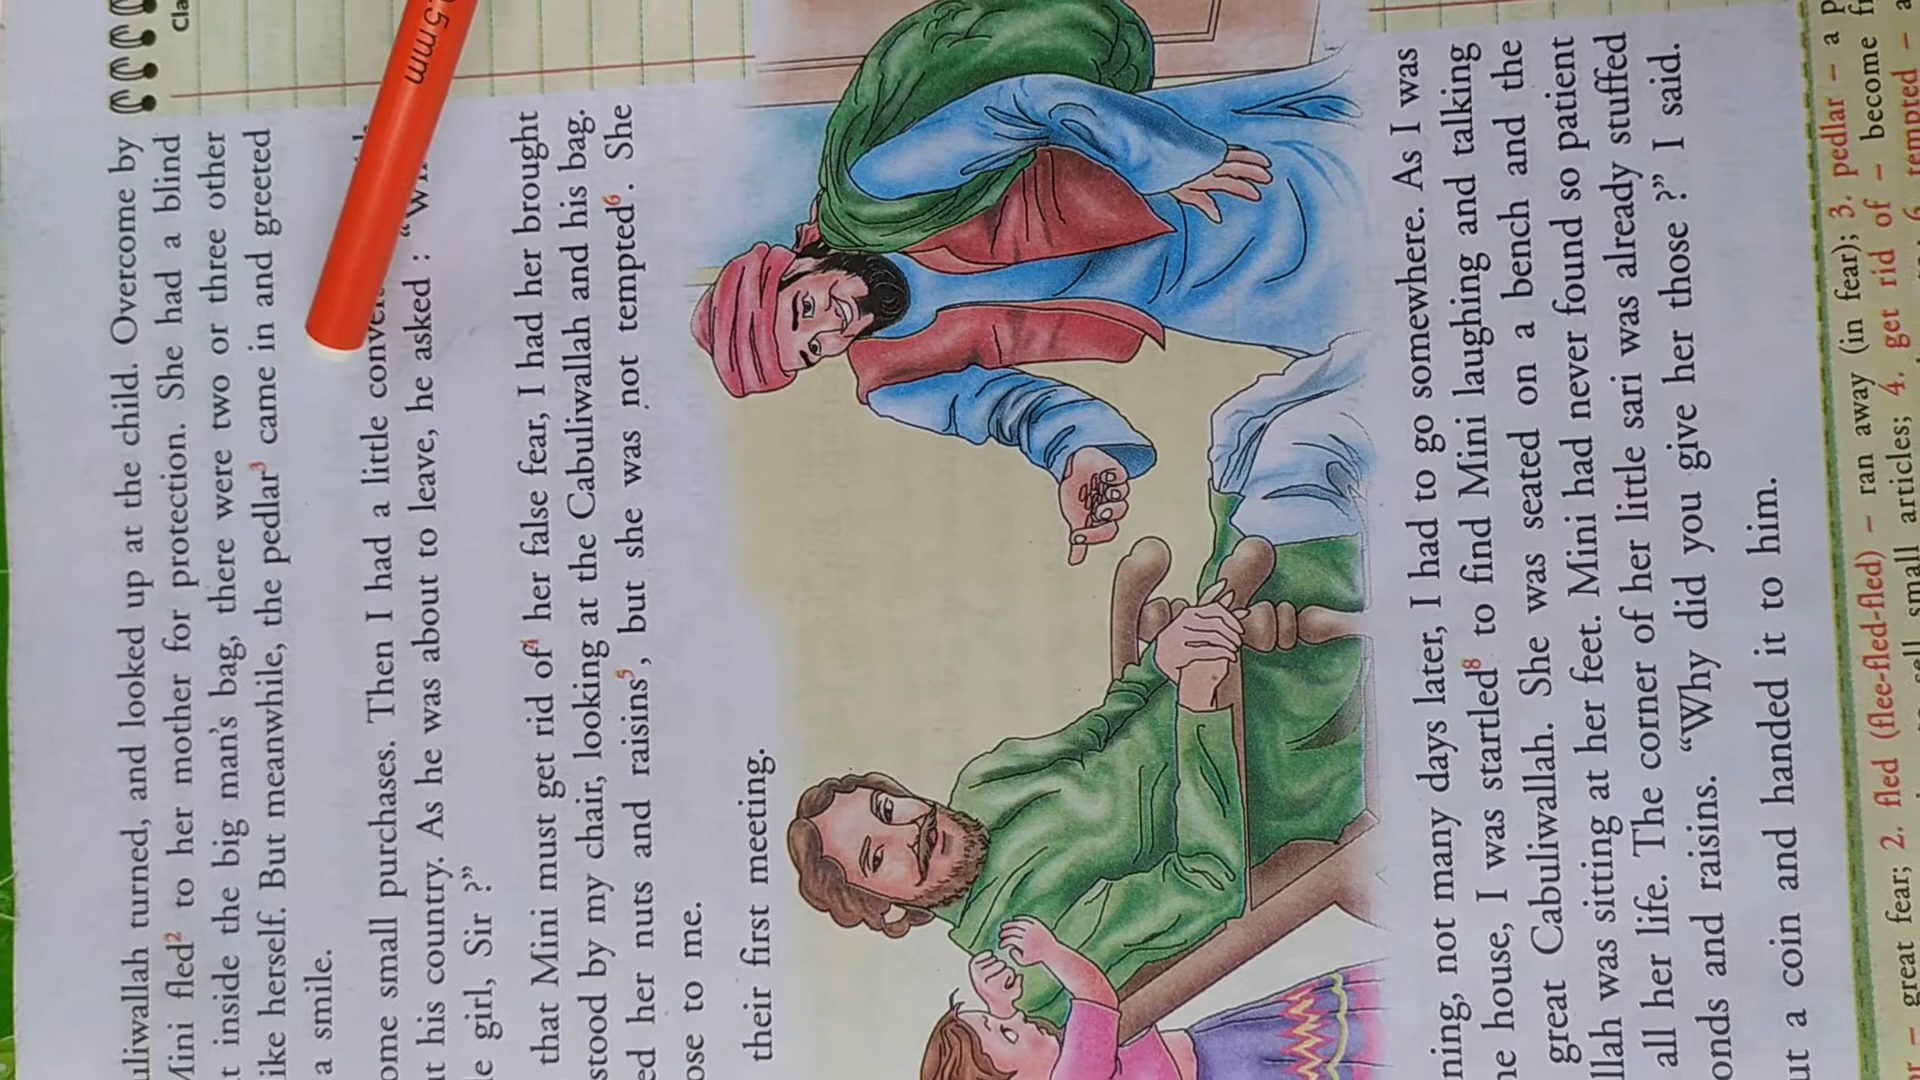 Cla
5mm
uliwallah turned, and looked up at the child. Overcome by
Mini fled² to her mother for protection. She had a blind
t inside the big man's bag, there were two or three other
like herself. But meanwhile, the pedlar³ came in and greeted
a smile.
ome small purchases. Then I had a little
t his country. As he was about to leave, he asked : "
le girl, Sir ?"
that Mini must get rid of⁴ her false fear, I had her brought
stood by my chair, looking at the Cabuliwallah and his bag.
ed her nuts and raisins⁵, but she was not tempted⁶. She
ose to me.
their first meeting.
ning, not many days later, I had to go somewhere. As I was
he house, I was startled⁸ to find Mini laughing and talking
great Cabuliwallah. She was seated on a bench and the
llah was sitting at her feet. Mini had never found so patient
all her life. The corner of her little sari was already stuffed
onds and raisins. "Why did you give her those ?" I said.
ut a coin and handed it to him.
– great fear; 2. fled (flee-fled-fled) – ran away (in fear); 3. pedlar – a p
sell small articles; 4. get rid of – become fr
6. tempted – a